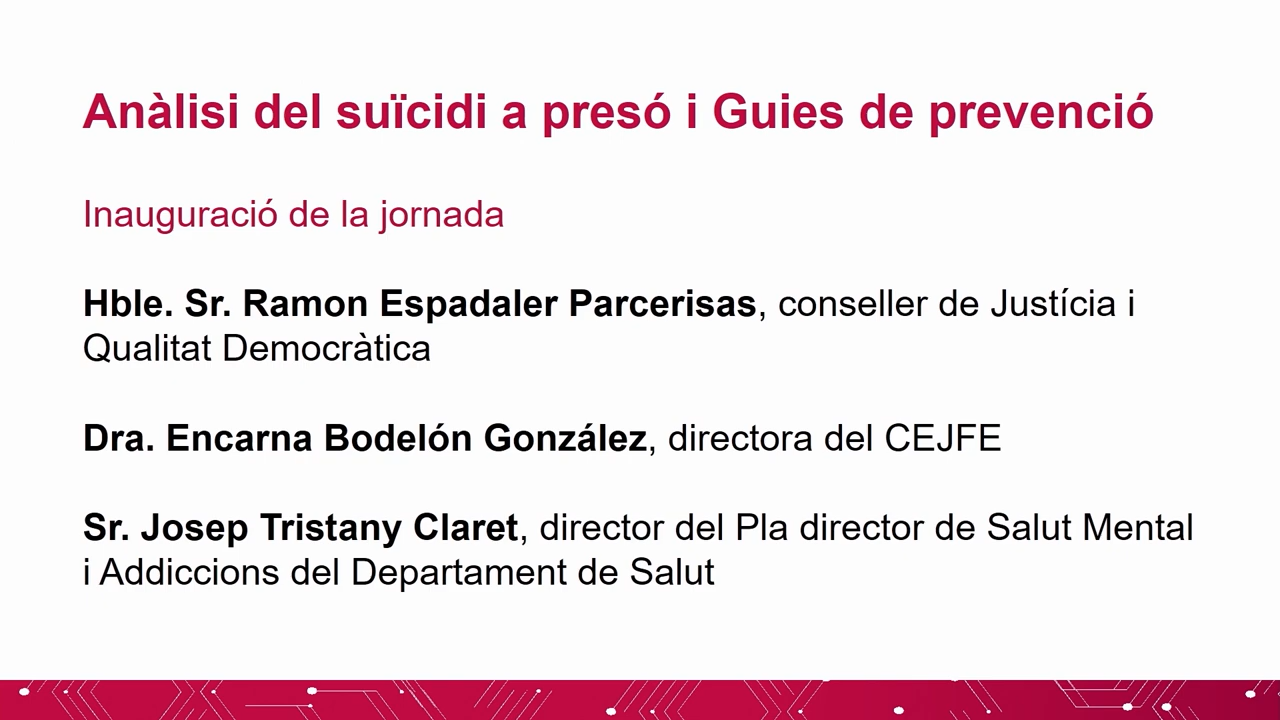 Anàlisi del suïcidi a presó i Guies de prevenció
Inauguració de la jornada
Hble. Sr. Ramon Espadaler Parcerisas, conseller de Justícia i
Qualitat Democràtica
Dra. Encarna Bodelón González, directora del CEJFE
Sr. Josep Tristany Claret, director del Pla director de Salut Mental
i Addiccions del Departament de Salut